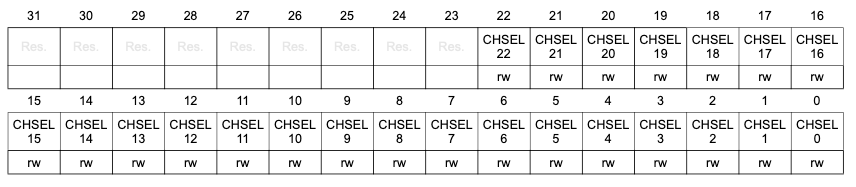 31 30 29 28 27 26 25 24 23 22 21 20 19 18 17 16
Res. Res. Res. Res. Res. Res. Res. Res. Res. CHSEL CHSEL CHSEL CHSEL CHSEL CHSEL CHSEL
22 21 20 19 18 17 16
rw rw rw rw rw rw rw
15 14 13 12 11 10 9 8 7 6 5 4 3 2 1 0
CHSEL CHSEL CHSEL CHSEL CHSEL CHSEL CHSEL CHSEL CHSEL CHSEL CHSEL CHSEL CHSEL CHSEL CHSEL CHSEL
15 14 13 12 11 10 9 8 7 6 5 4 3 2 1 0
rw rw rw rw rw rw rw rw rw rw rw rw rw rw rw rw